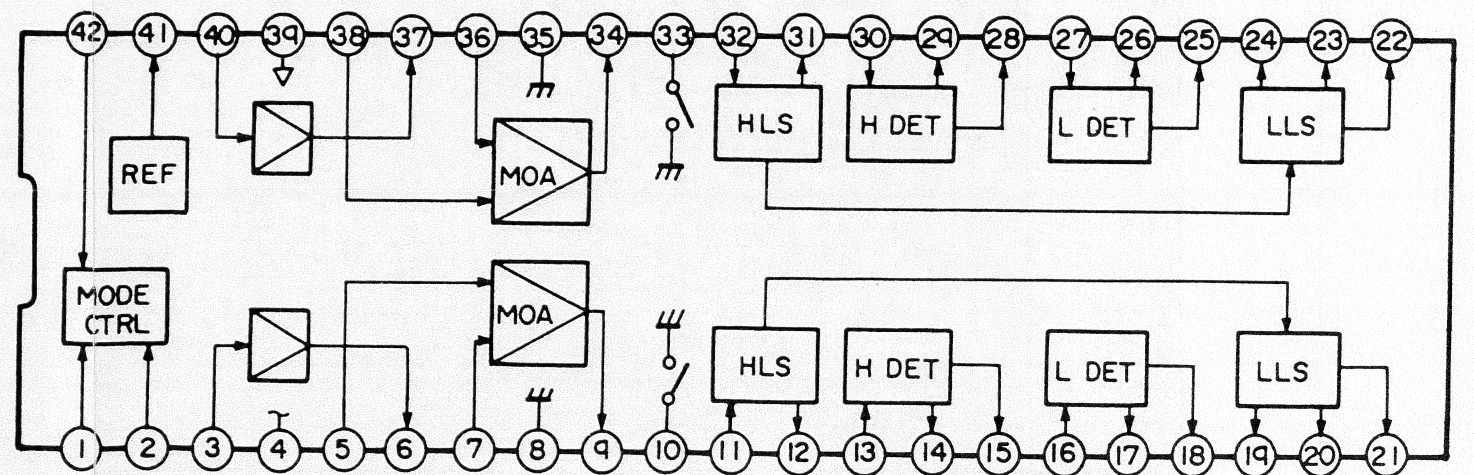 42 41 40 39 38 37 36 35 34 33 32 31 30 29 28 27 26 25 24 23 22
HLS H DET L DET LLS
REF MOA
MODE
CTRL
MOA
HLS H DET L DET LLS
1 2 3 4 5 6 7 8 9 10 11 12 13 14 15 16 17 18 19 20 21